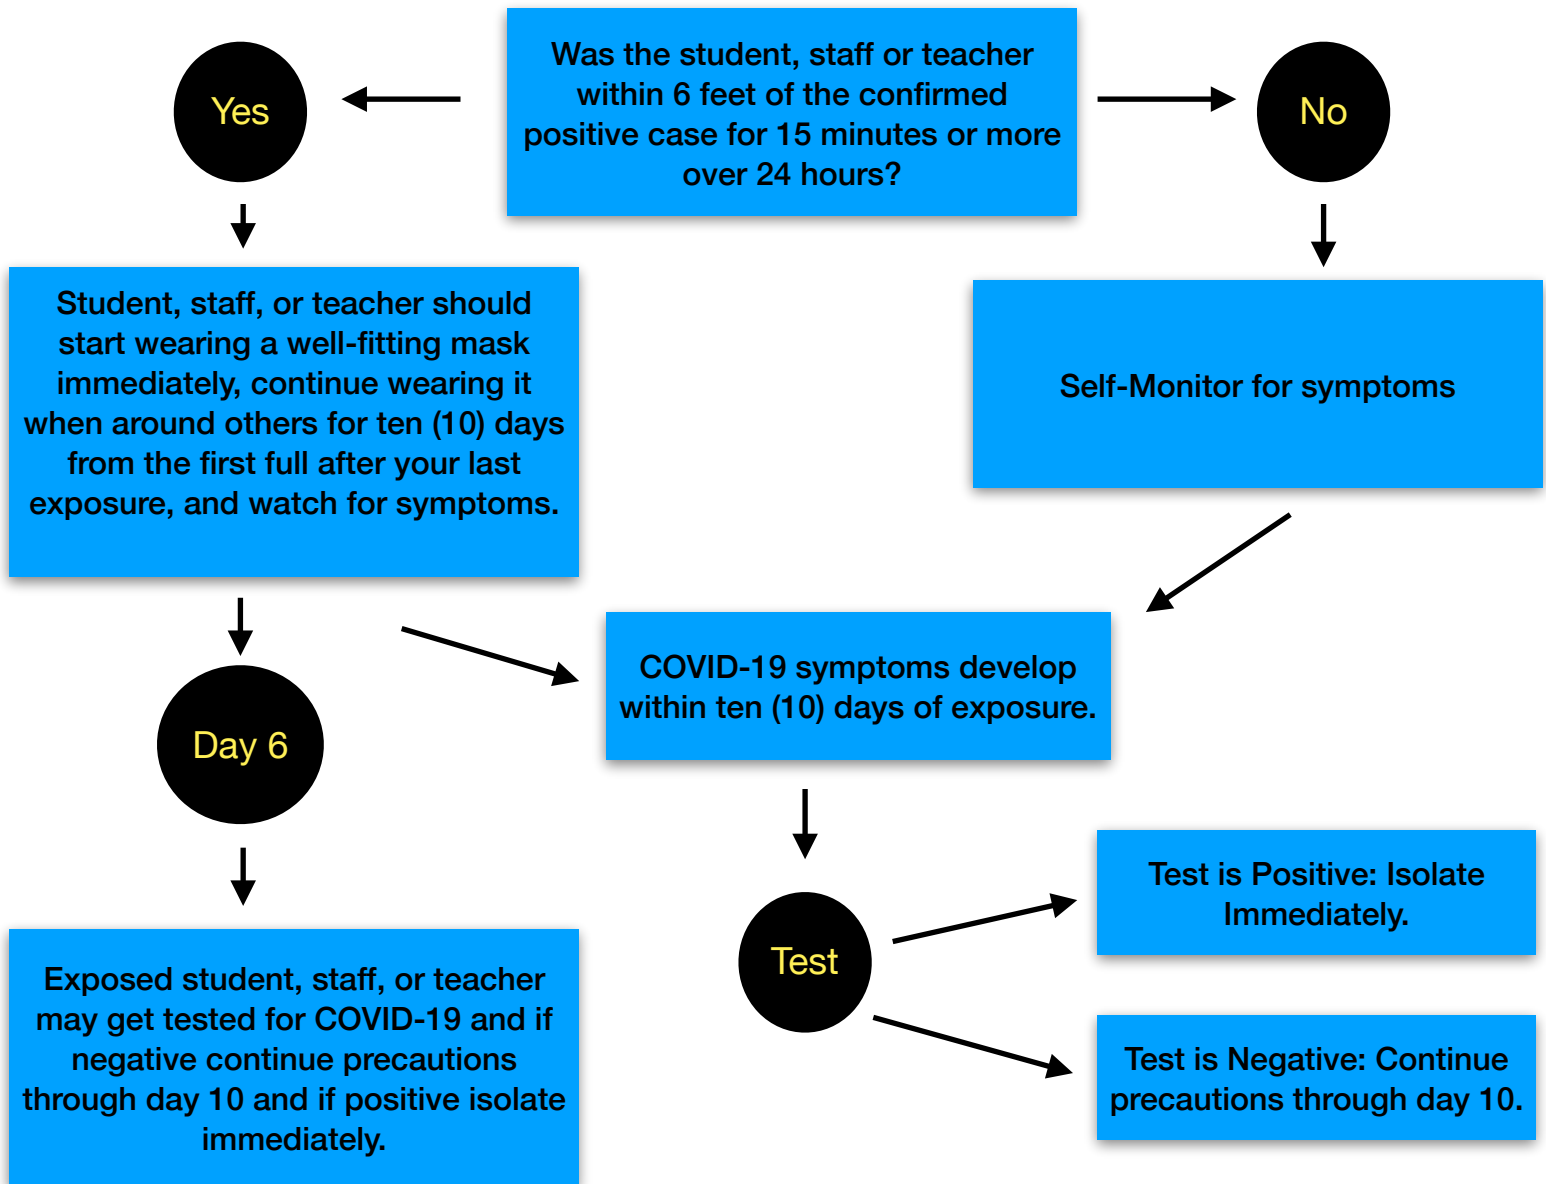 Was the student, staff or teacher
within 6 feet of the confirmed
positive case for 15 minutes or more
over 24 hours?
Yes
No
Student, staff, or teacher should
start wearing a well-fitting mask
immediately, continue wearing it
when around others for ten (10) days
from the first full after your last
exposure, and watch for symptoms.
Self-Monitor for symptoms
COVID-19 symptoms develop
within ten (10) days of exposure.
Day 6
Exposed student, staff, or teacher
may get tested for COVID-19 and if
negative continue precautions
through day 10 and if positive isolate
immediately.
Test
Test is Positive: Isolate
Immediately.
Test is Negative: Continue
precautions through day 10.